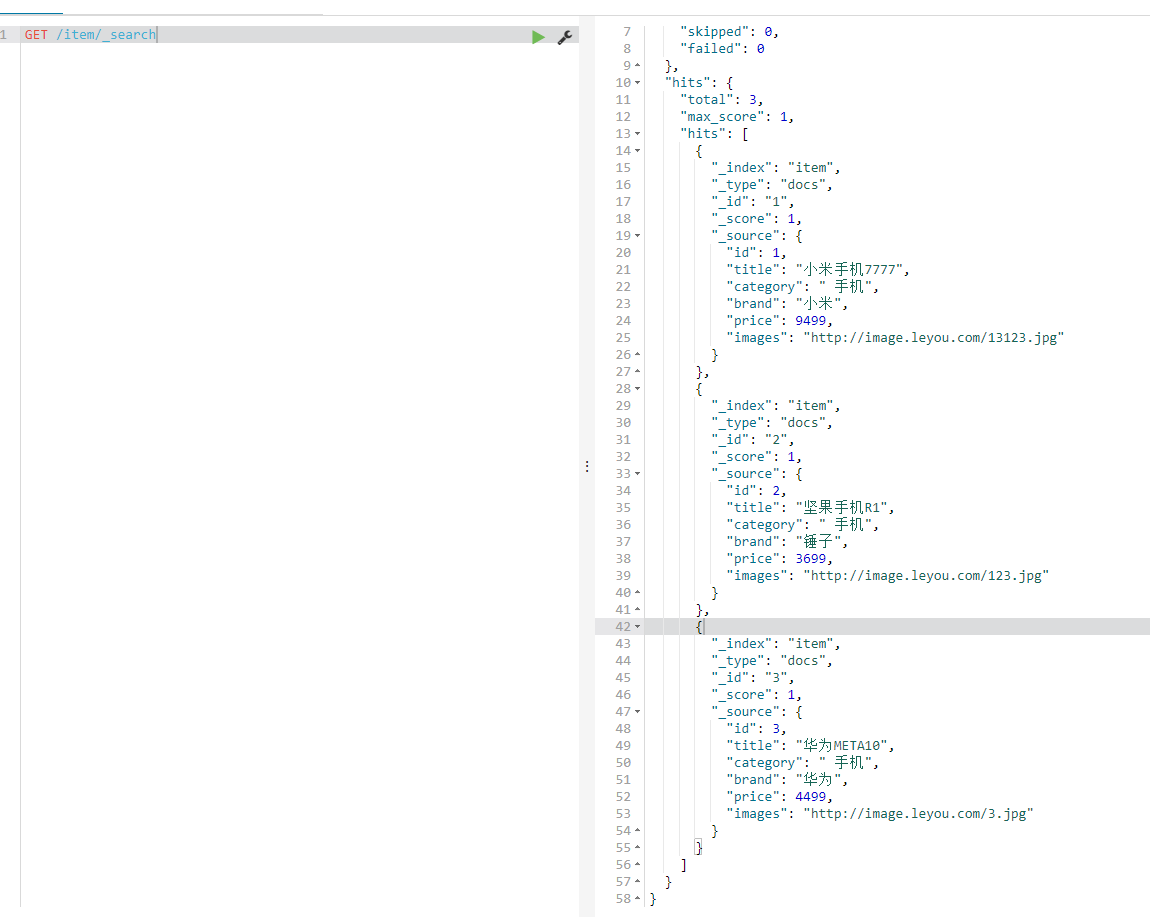 1 GET /item/_search
7 "skipped": 0,
8 "failed": 0
9 },
10 "hits": {
11 "total": 3,
12 "max_score": 1,
13 "hits": [
14 {
15 "_index": "item",
16 "_type": "docs",
17 "_id": "1",
18 "_score": 1,
19 "_source": {
20 "id": 1,
21 "title": "小米手机7777",
22 "category": " 手机",
23 "brand": "小米",
24 "price": 9499,
25 "images": "http://image.leyou.com/13123.jpg"
26 }
27 },
28 {
29 "_index": "item",
30 "_type": "docs",
31 "_id": "2",
32 "_score": 1,
33 "_source": {
34 "id": 2,
35 "title": "坚果手机R1",
36 "category": " 手机",
37 "brand": "锤子",
38 "price": 3699,
39 "images": "http://image.leyou.com/123.jpg"
40 }
41 },
42 {
43 "_index": "item",
44 "_type": "docs",
45 "_id": "3",
46 "_score": 1,
47 "_source": {
48 "id": 3,
49 "title": "华为META10",
50 "category": " 手机",
51 "brand": "华为",
52 "price": 4499,
53 "images": "http://image.leyou.com/3.jpg"
54 }
55 }
56 ]
57 }
58 }